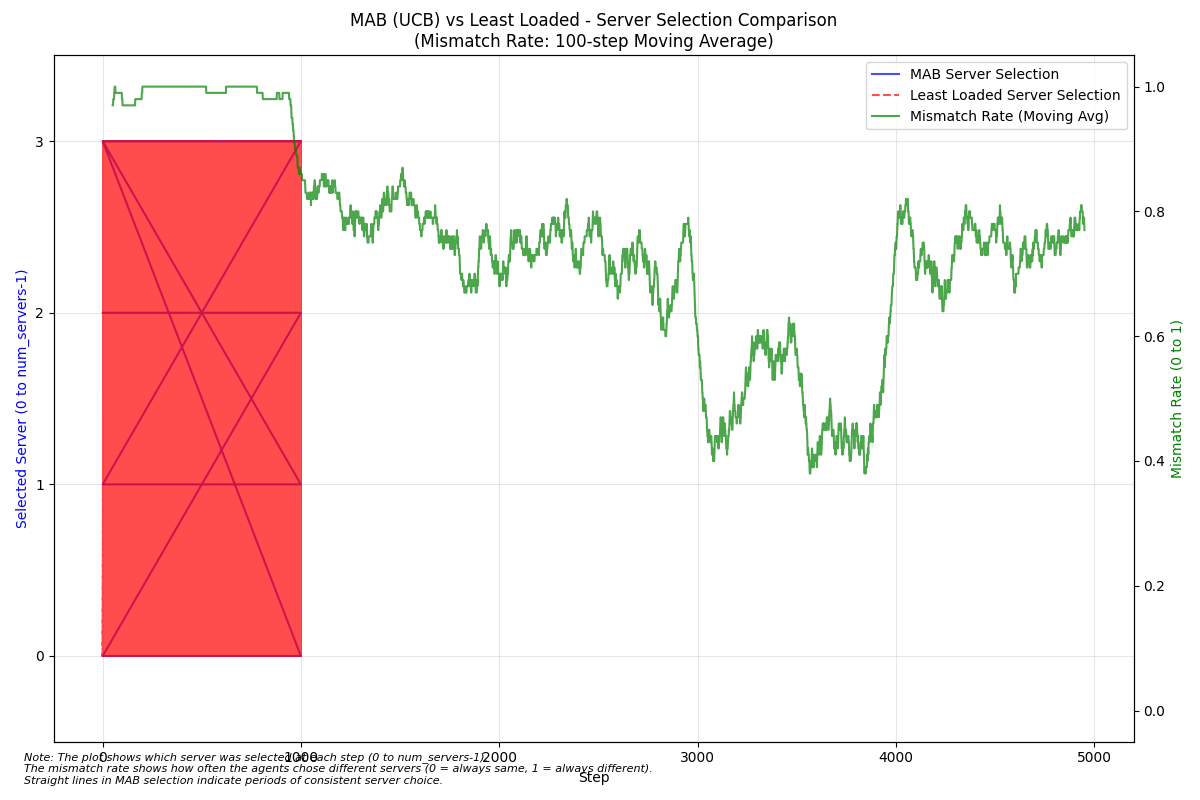 MAB (UCB) vs Least Loaded - Server Selection Comparison
(Mismatch Rate: 100-step Moving Average)
MAB Server Selection
Least Loaded Server Selection
Mismatch Rate (Moving Avg)
Selected Server (0 to num_servers-1)
3
2
1
0
Mismatch Rate (0 to 1)
1.0
0.8
0.6
0.4
0.2
0.0
0
1000
2000
3000
4000
5000
Step
Note: The plot shows which server was selected at each step (0 to num_servers-1)
The mismatch rate shows how often the agents chose different servers (0 = always same, 1 = always different).
Straight lines in MAB selection indicate periods of consistent server choice.